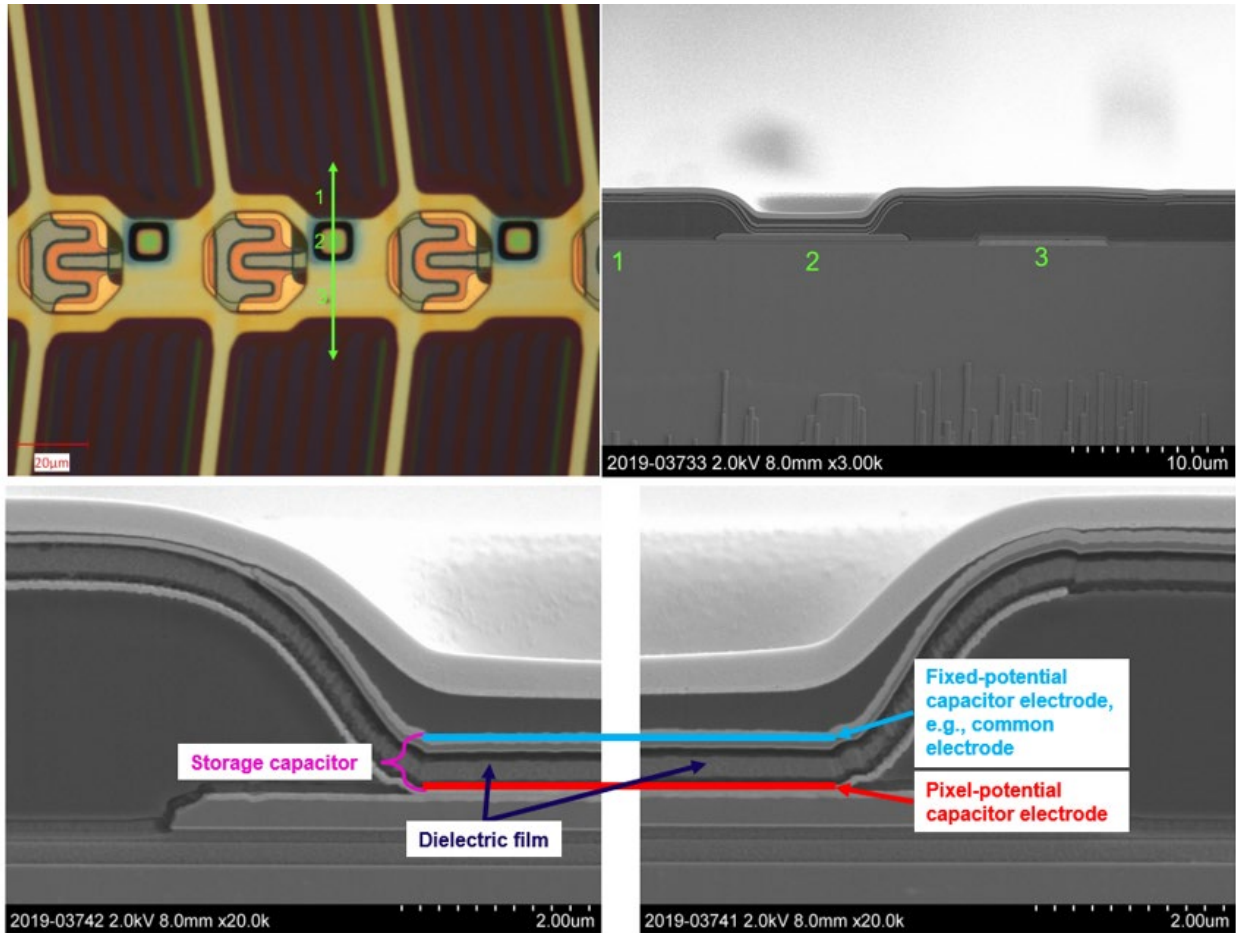 1
2
3
20µm
1
2
3
2019-03733 2.0kV 8.0mm x3.00k
10.0um
Storage capacitor
Dielectric film
2019-03742 2.0kV 8.0mm x20.0k
2.00um
Fixed-potential
capacitor electrode,
e.g., common
electrode
Pixel-potential
capacitor electrode
2019-03741 2.0kV 8.0mm x20.0k
2.00um